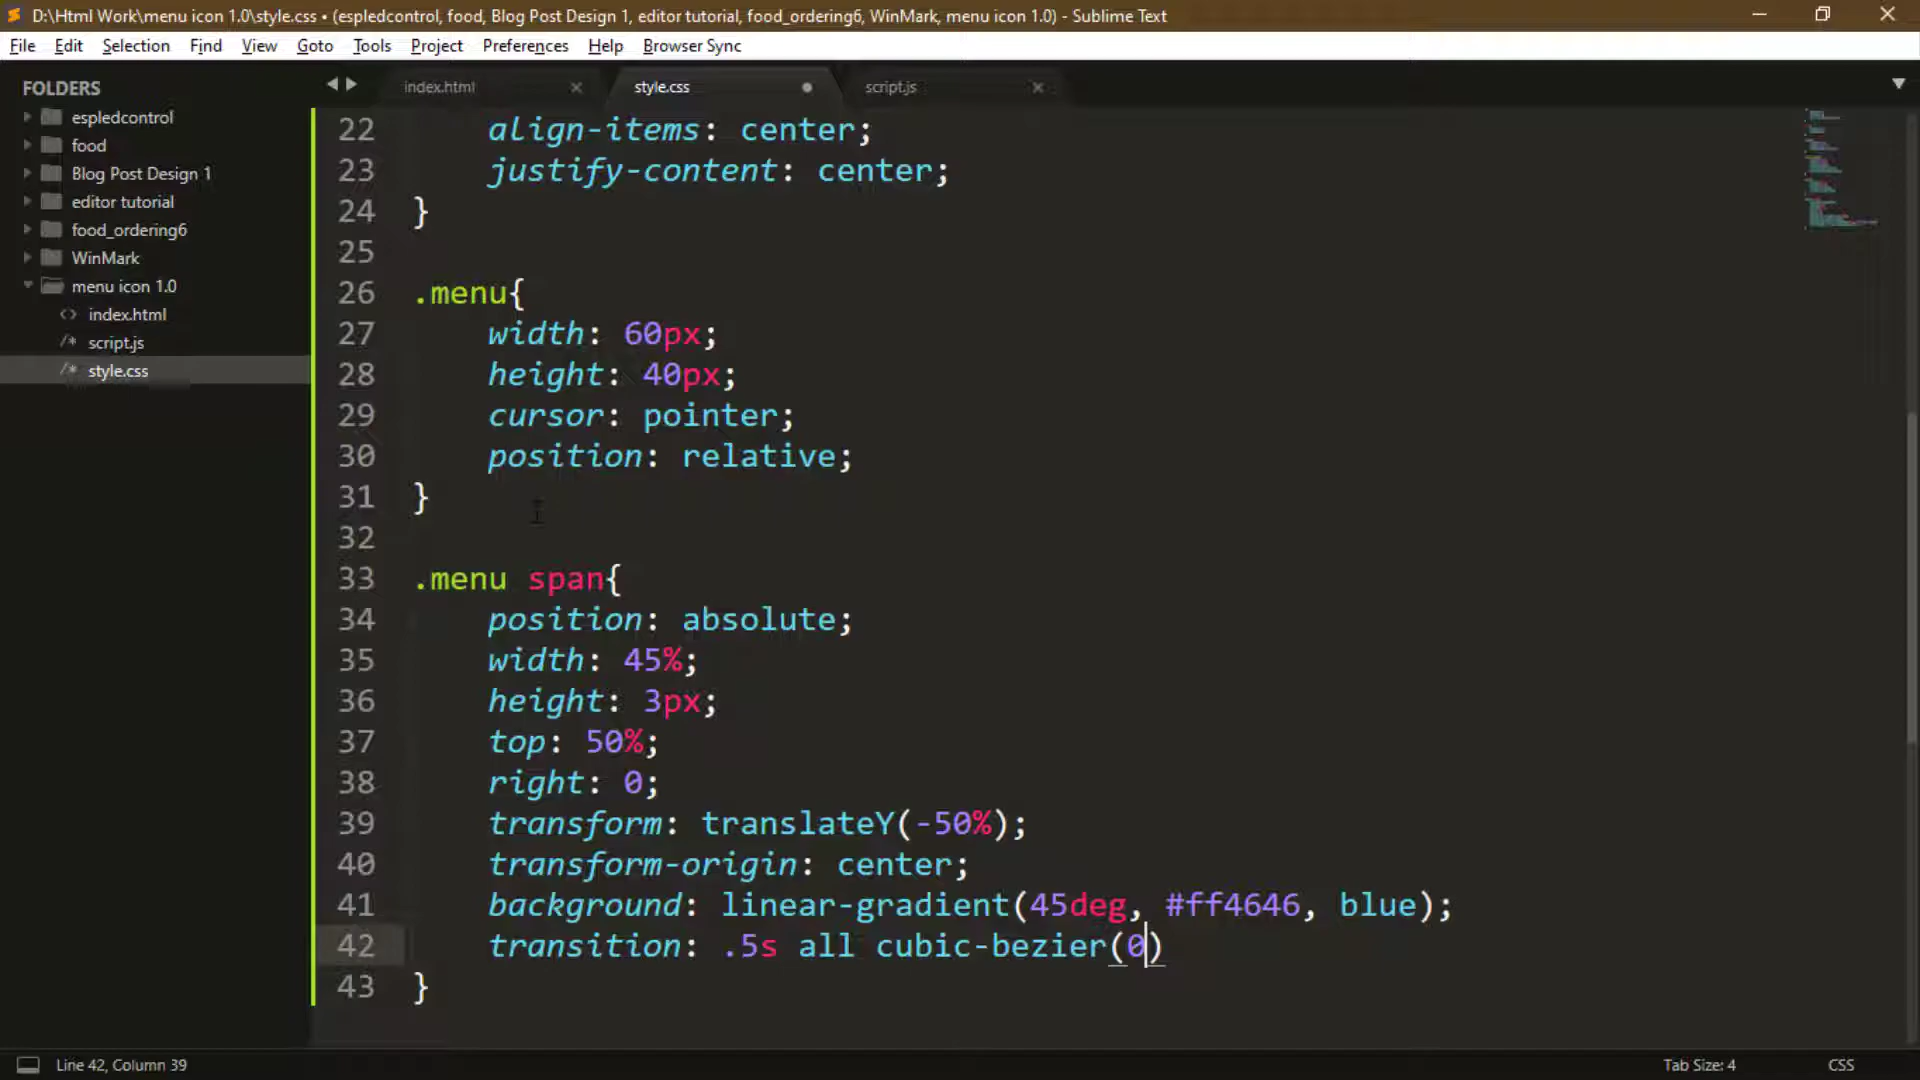 D:\Html Work\menu icon 1.0\style.css • (espledcontrol, food, Blog Post Design 1, editor tutorial, food_ordering6, WinMark, menu icon 1.0) - Sublime Text
File Edit Selection Find View Goto Tools Project Preferences Help Browser Sync
FOLDERS
espledcontrol
food
Blog Post Design 1
editor tutorial
food_ordering6
WinMark
menu icon 1.0
<> index.html
/* script.js
/* style.css
index.html style.css script.js
22 align-items: center;
23 justify-content: center;
24 }
25
26 .menu{
27 width: 60px;
28 height: 40px;
29 cursor: pointer;
30 position: relative;
31 }
32
33 .menu span{
34 position: absolute;
35 width: 45%;
36 height: 3px;
37 top: 50%;
38 right: 0;
39 transform: translateY(-50%);
40 transform-origin: center;
41 background: linear-gradient(45deg, #ff4646, blue);
42 transition: .5s all cubic-bezier(0)
43 }
Line 42, Column 39 Tab Size: 4 CSS